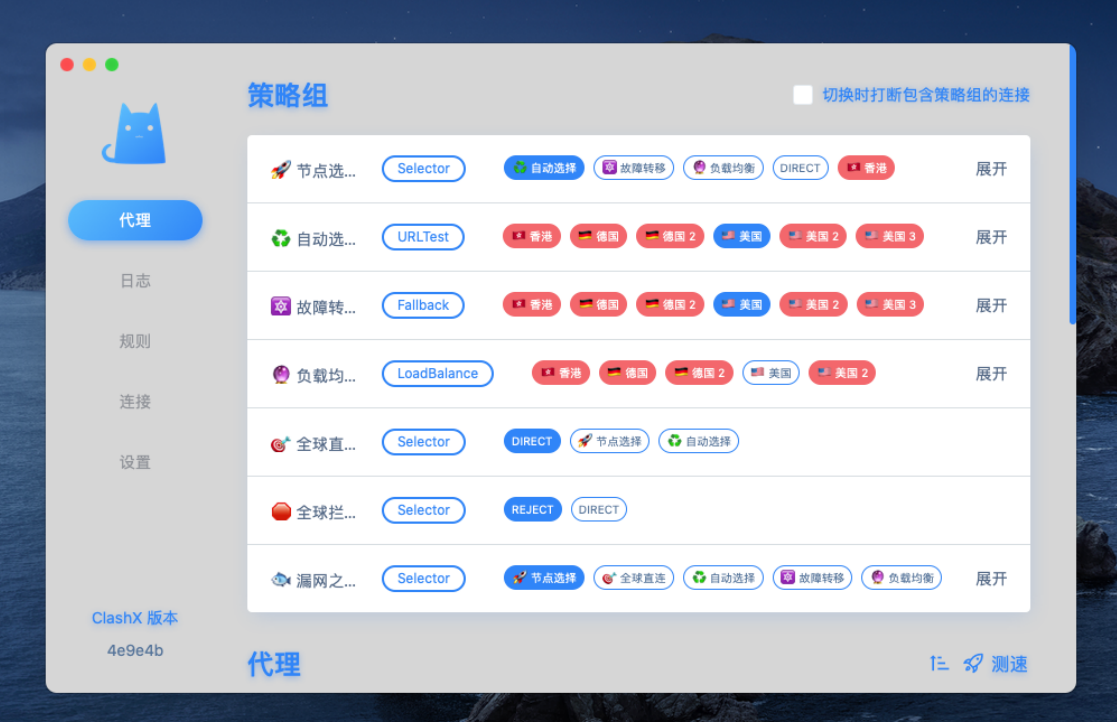 策略组
切换时打断包含策略组的连接
代理
日志
规则
连接
设置
ClashX 版本
4e9e4b
节点选... Selector 自动选择 故障转移 负载均衡 DIRECT 香港 展开
自动选... URLTest 香港 德国 德国 2 美国 美国 2 美国 3 展开
故障转... Fallback 香港 德国 德国 2 美国 美国 2 美国 3 展开
负载均... LoadBalance 香港 德国 德国 2 美国 美国 2 展开
全球直... Selector DIRECT 节点选择 自动选择
全球拦... Selector REJECT DIRECT
漏网之... Selector 节点选择 全球直连 自动选择 故障转移 负载均衡 展开
代理
测速